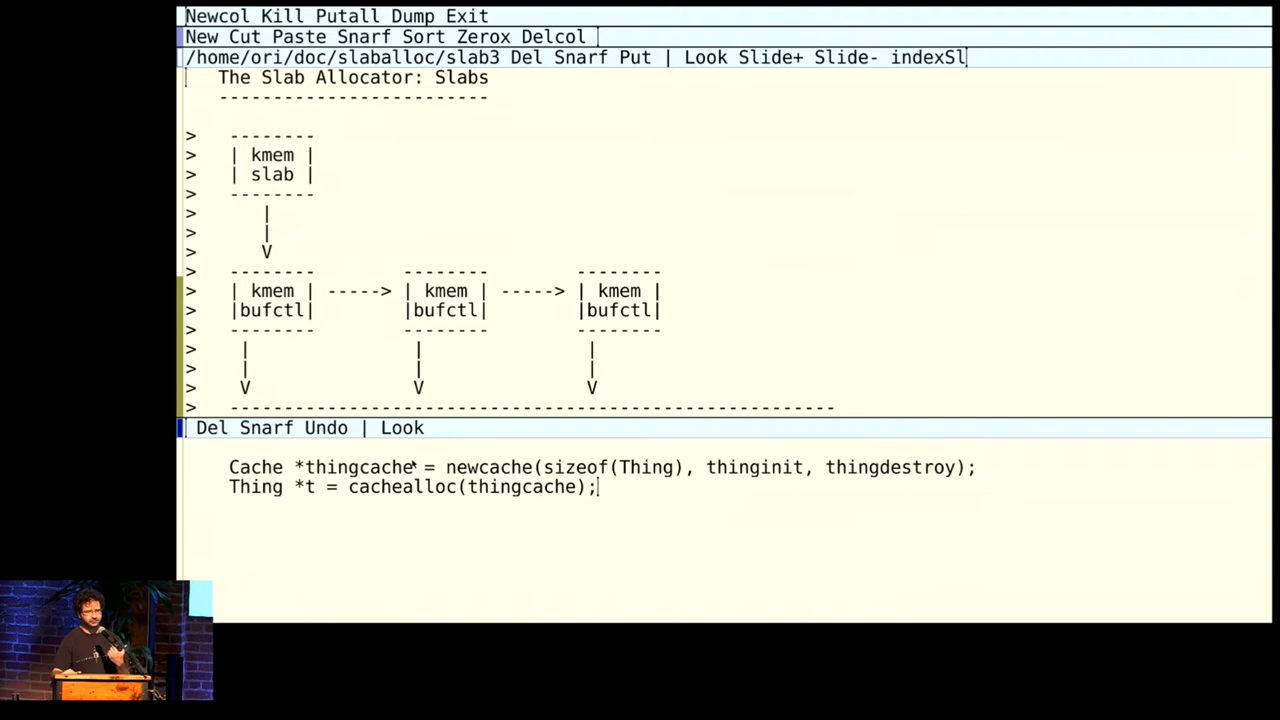 Newcol Kill Putall Dump Exit
New Cut Paste Snarf Sort Zerox Delcol
/home/ori/doc/slaballoc/slab3 Del Snarf Put | Look Slide+ Slide- indexSl
The Slab Allocator: Slabs
-------------------------
>   --------
>   | kmem |
>   | slab |
>   --------
>      |
>      |
>      V
>   --------        --------        --------
>   | kmem | -----> | kmem | -----> | kmem |
>   |bufctl|        |bufctl|        |bufctl|
>   --------        --------        --------
>    |               |               |
>    |               |               |
>    V               V               V
>   --------------------------------------------------------
Del Snarf Undo | Look
Cache *thingcache = newcache(sizeof(Thing), thinginit, thingdestroy);
Thing *t = cachealloc(thingcache);